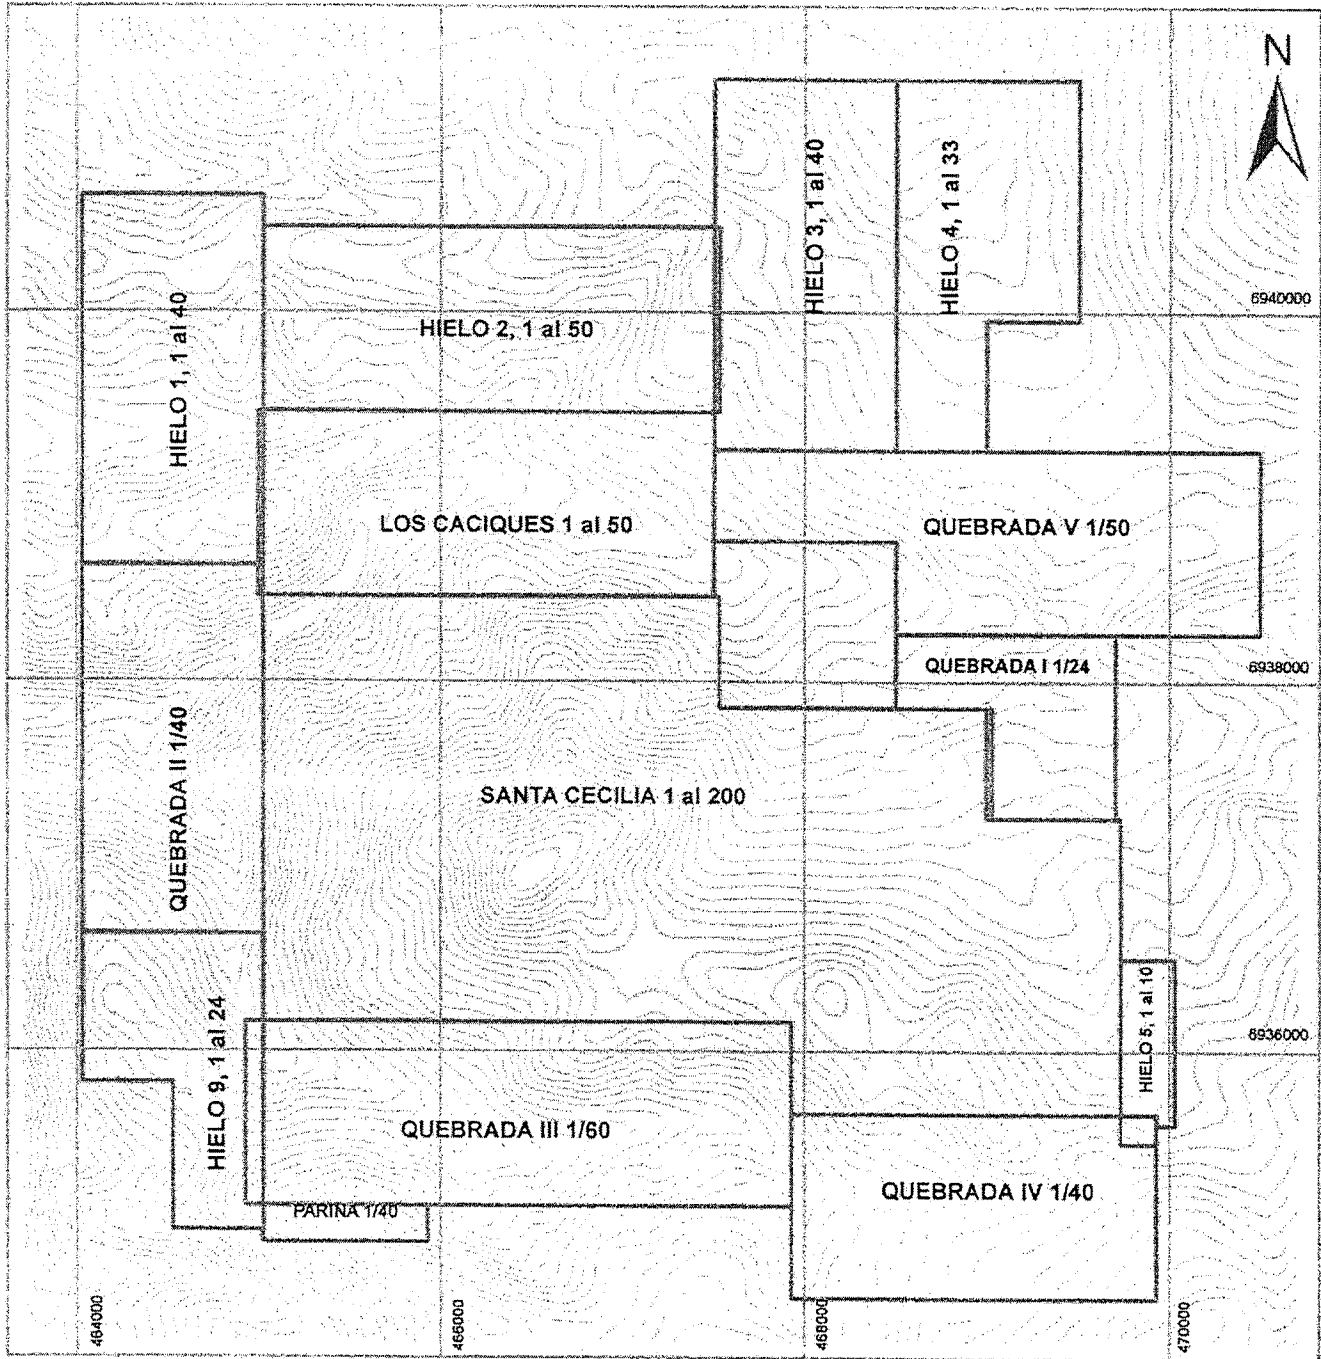 N
HIELO 3, 1 al 40
HIELO 4, 1 al 33
6940000
HIELO 1, 1 al 40
HIELO 2, 1 al 50
LOS CACIQUES 1 al 50
QUEBRADA V 1/50
QUEBRADA I 1/24
6938000
QUEBRADA II 1/40
SANTA CECILIA 1 al 200
HIELO 9, 1 al 24
HIELO 5, 1 al 10
6936000
QUEBRADA III 1/60
QUEBRADA IV 1/40
PARINA 1/40
464000
466000
468000
470000